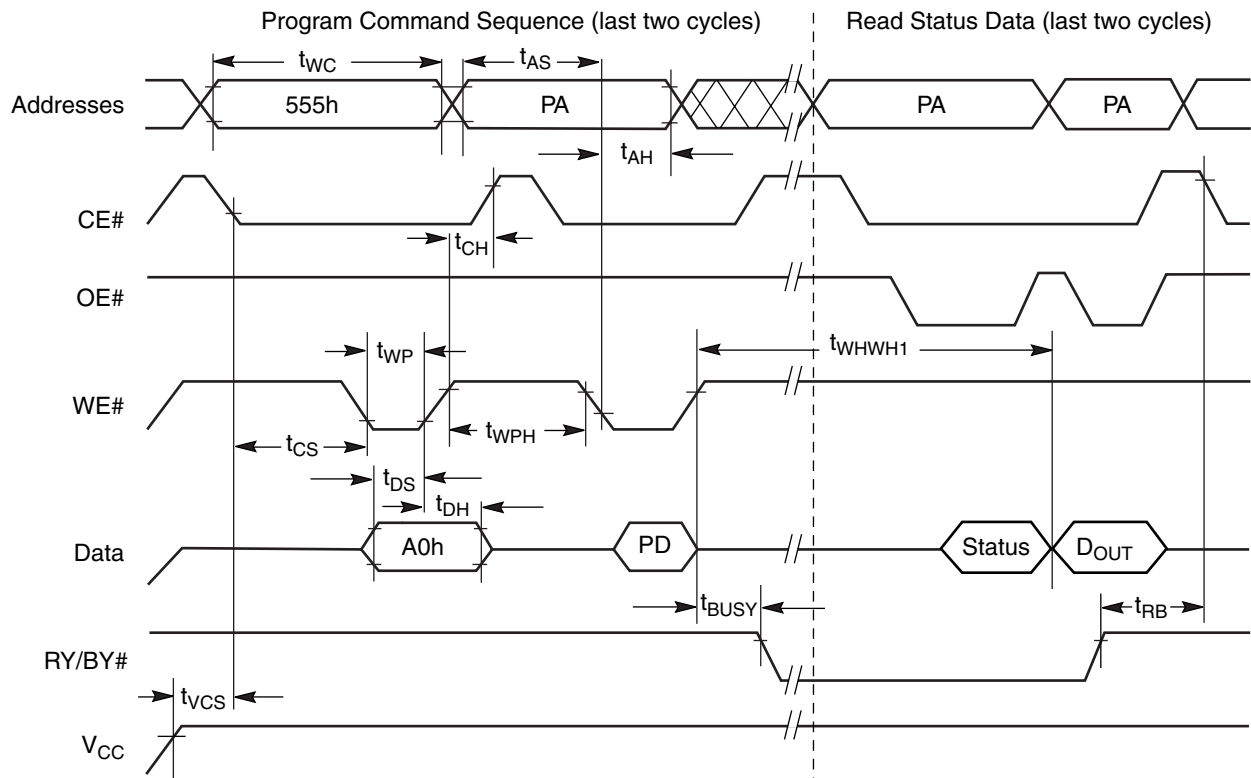 Program Command Sequence (last two cycles)
Read Status Data (last two cycles)
tWC
tAS
Addresses
555h
PA
PA
PA
tAH
CE#
tCH
OE#
tWP
tWHWH1
WE#
tCS
tWPH
tDS
tDH
Data
A0h
PD
Status
DOUT
tBUSY
tRB
RY/BY#
tVCS
VCC